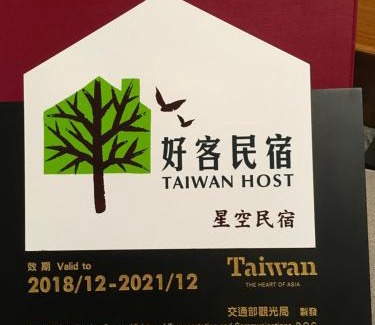 好客民宿
TAIWAN HOST
星空民宿
效期 Valid to
2018/12-2021/12
Taiwan
THE HEART OF ASIA
交通部觀光局 製發